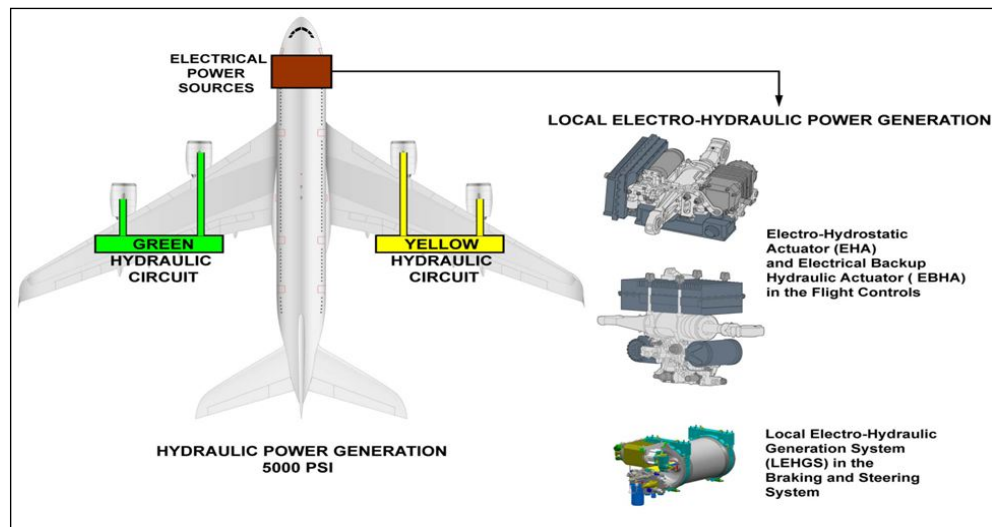 ELECTRICAL
POWER
SOURCES
LOCAL ELECTRO-HYDRAULIC POWER GENERATION
GREEN
HYDRAULIC
CIRCUIT
YELLOW
HYDRAULIC
CIRCUIT
Electro-Hydrostatic
Actuator (EHA)
and Electrical Backup
Hydraulic Actuator ( EBHA)
in the Flight Controls
HYDRAULIC POWER GENERATION
5000 PSI
Local Electro-Hydraulic
Generation System
(LEHGS) in the
Braking and Steering
System